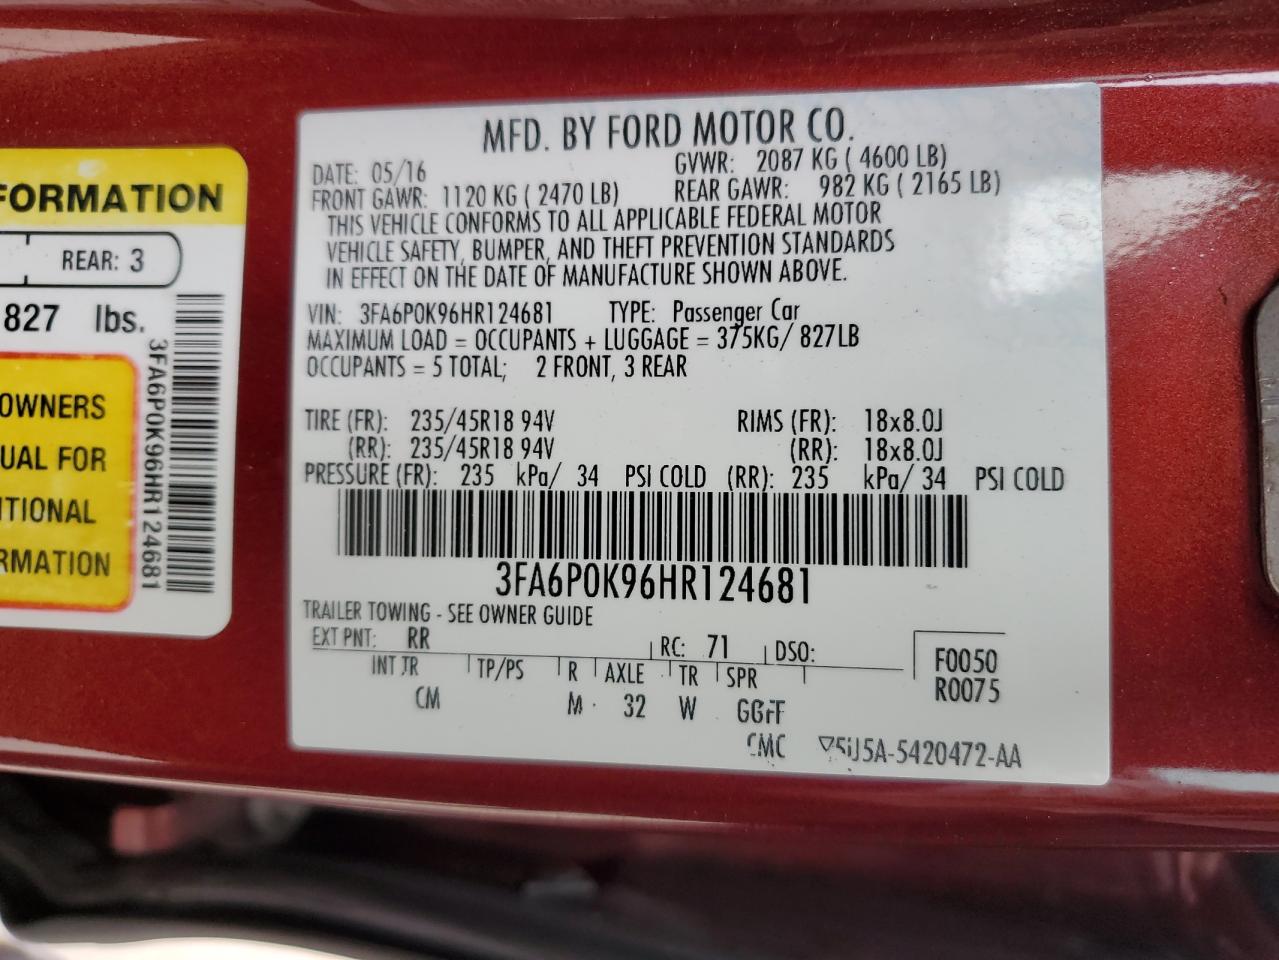 FORMATION
REAR: 3
827 lbs.
3FA6P0K96HR124681
OWNERS
UAL FOR
ITIONAL
RMATION
MFD. BY FORD MOTOR CO.
DATE: 05/16 GVWR: 2087 KG ( 4600 LB)
FRONT GAWR: 1120 KG ( 2470 LB) REAR GAWR: 982 KG ( 2165 LB)
THIS VEHICLE CONFORMS TO ALL APPLICABLE FEDERAL MOTOR
VEHICLE SAFETY, BUMPER, AND THEFT PREVENTION STANDARDS
IN EFFECT ON THE DATE OF MANUFACTURE SHOWN ABOVE.
VIN: 3FA6P0K96HR124681 TYPE: Passenger Car
MAXIMUM LOAD = OCCUPANTS + LUGGAGE = 375KG/ 827LB
OCCUPANTS = 5 TOTAL; 2 FRONT, 3 REAR
TIRE (FR): 235/45R18 94V RIMS (FR): 18x8.0J
(RR): 235/45R18 94V (RR): 18x8.0J
PRESSURE (FR): 235 kPa/ 34 PSI COLD (RR): 235 kPa/ 34 PSI COLD
3FA6P0K96HR124681
TRAILER TOWING - SEE OWNER GUIDE
EXT PNT: RR RC: 71 DSO:
INT TR TP/PS R AXLE TR SPR
F0050
R0075
CM M 32 W GGFF
CMC 5U5A-5420472-AA